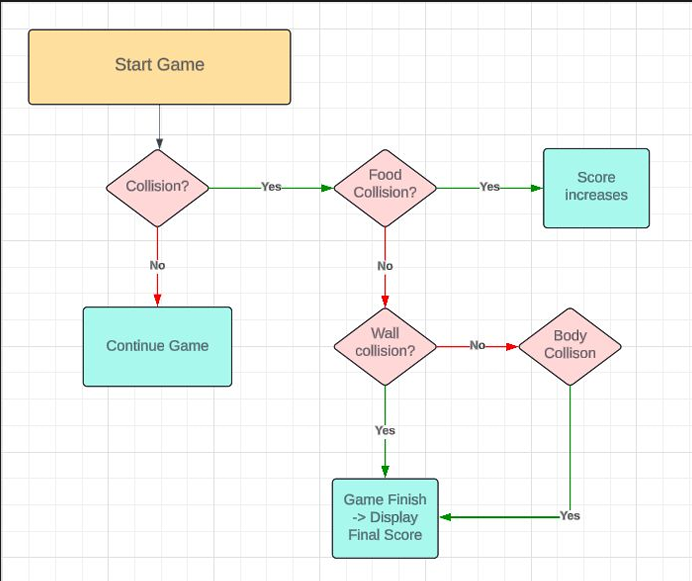 Start Game
Collision?
Yes
Food
Collision?
Yes
Score
increases
No
No
Continue Game
Wall
collision?
No
Body
Collison
Yes
Game Finish
-> Display
Final Score
Yes